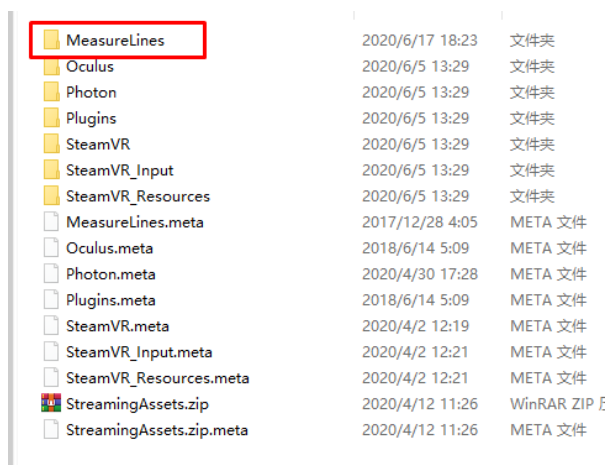 MeasureLines 2020/6/17 18:23 文件夹
Oculus 2020/6/5 13:29 文件夹
Photon 2020/6/5 13:29 文件夹
Plugins 2020/6/5 13:29 文件夹
SteamVR 2020/6/5 13:29 文件夹
SteamVR_Input 2020/6/5 13:29 文件夹
SteamVR_Resources 2020/6/5 13:29 文件夹
MeasureLines.meta 2017/12/28 4:05 META 文件
Oculus.meta 2018/6/14 5:09 META 文件
Photon.meta 2020/4/30 17:28 META 文件
Plugins.meta 2018/6/14 5:09 META 文件
SteamVR.meta 2020/4/2 12:19 META 文件
SteamVR_Input.meta 2020/4/2 12:21 META 文件
SteamVR_Resources.meta 2020/4/2 12:21 META 文件
StreamingAssets.zip 2020/4/12 11:26 WinRAR ZIP
StreamingAssets.zip.meta 2020/4/12 11:26 META 文件